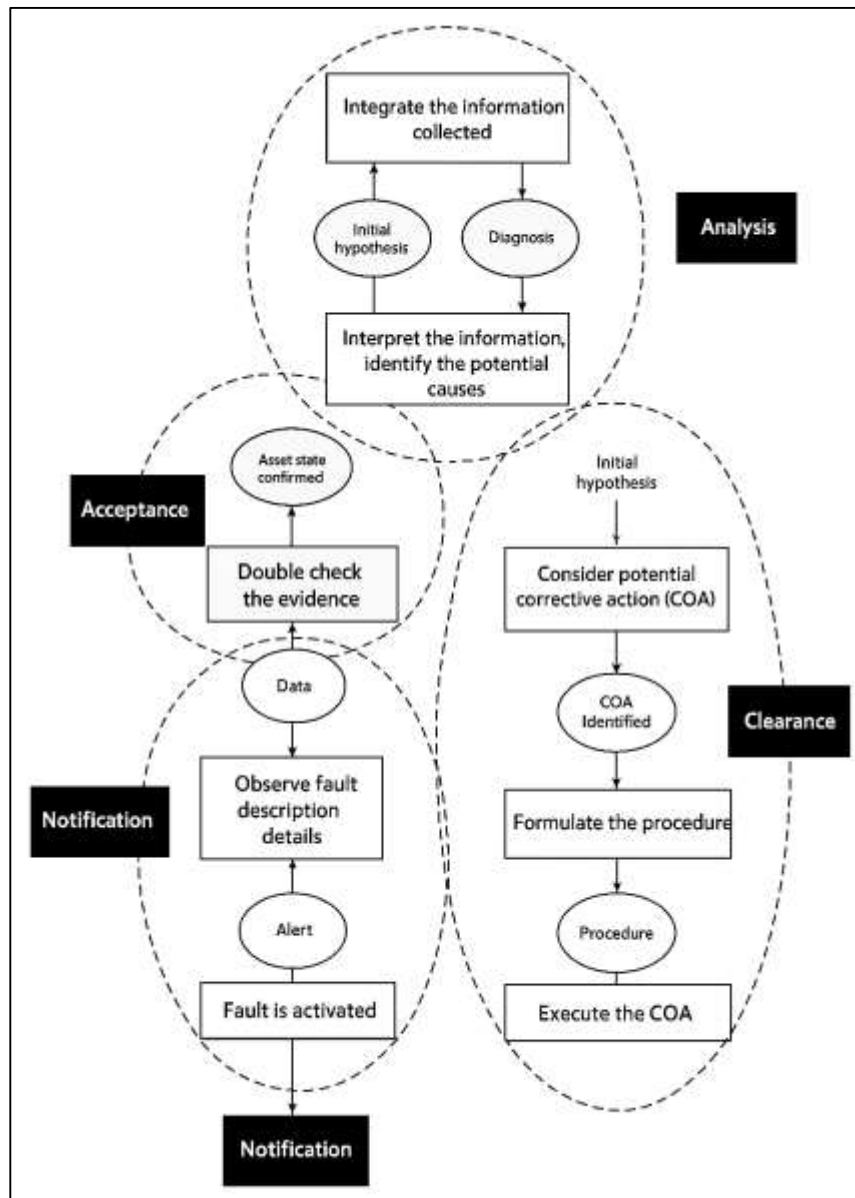 Integrate the information
collected
Initial
hypothesis
Diagnosis
Analysis
Interpret the information,
identify the potential
causes
Asset state
confirmed
Acceptance
Double check
the evidence
Data
Observe fault
description
details
Notification
Alert
Fault is activated
Notification
Initial
hypothesis
Consider potential
corrective action (COA)
COA
Identified
Clearance
Formulate the procedure
Procedure
Execute the COA